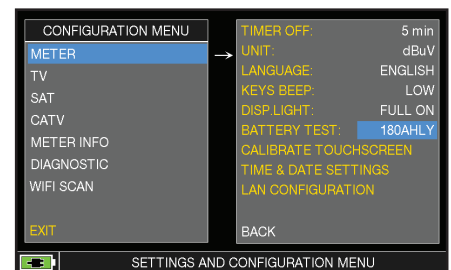 CONFIGURATION MENU
METER →
TV
SAT
CATV
METER INFO
DIAGNOSTIC
WIFI SCAN
EXIT
TIMER OFF: 5 min
UNIT: dBuV
LANGUAGE: ENGLISH
KEYS BEEP: LOW
DISP.LIGHT: FULL ON
BATTERY TEST: 180AHLY
CALIBRATE TOUCHSCREEN
TIME & DATE SETTINGS
LAN CONFIGURATION
BACK
SETTINGS AND CONFIGURATION MENU